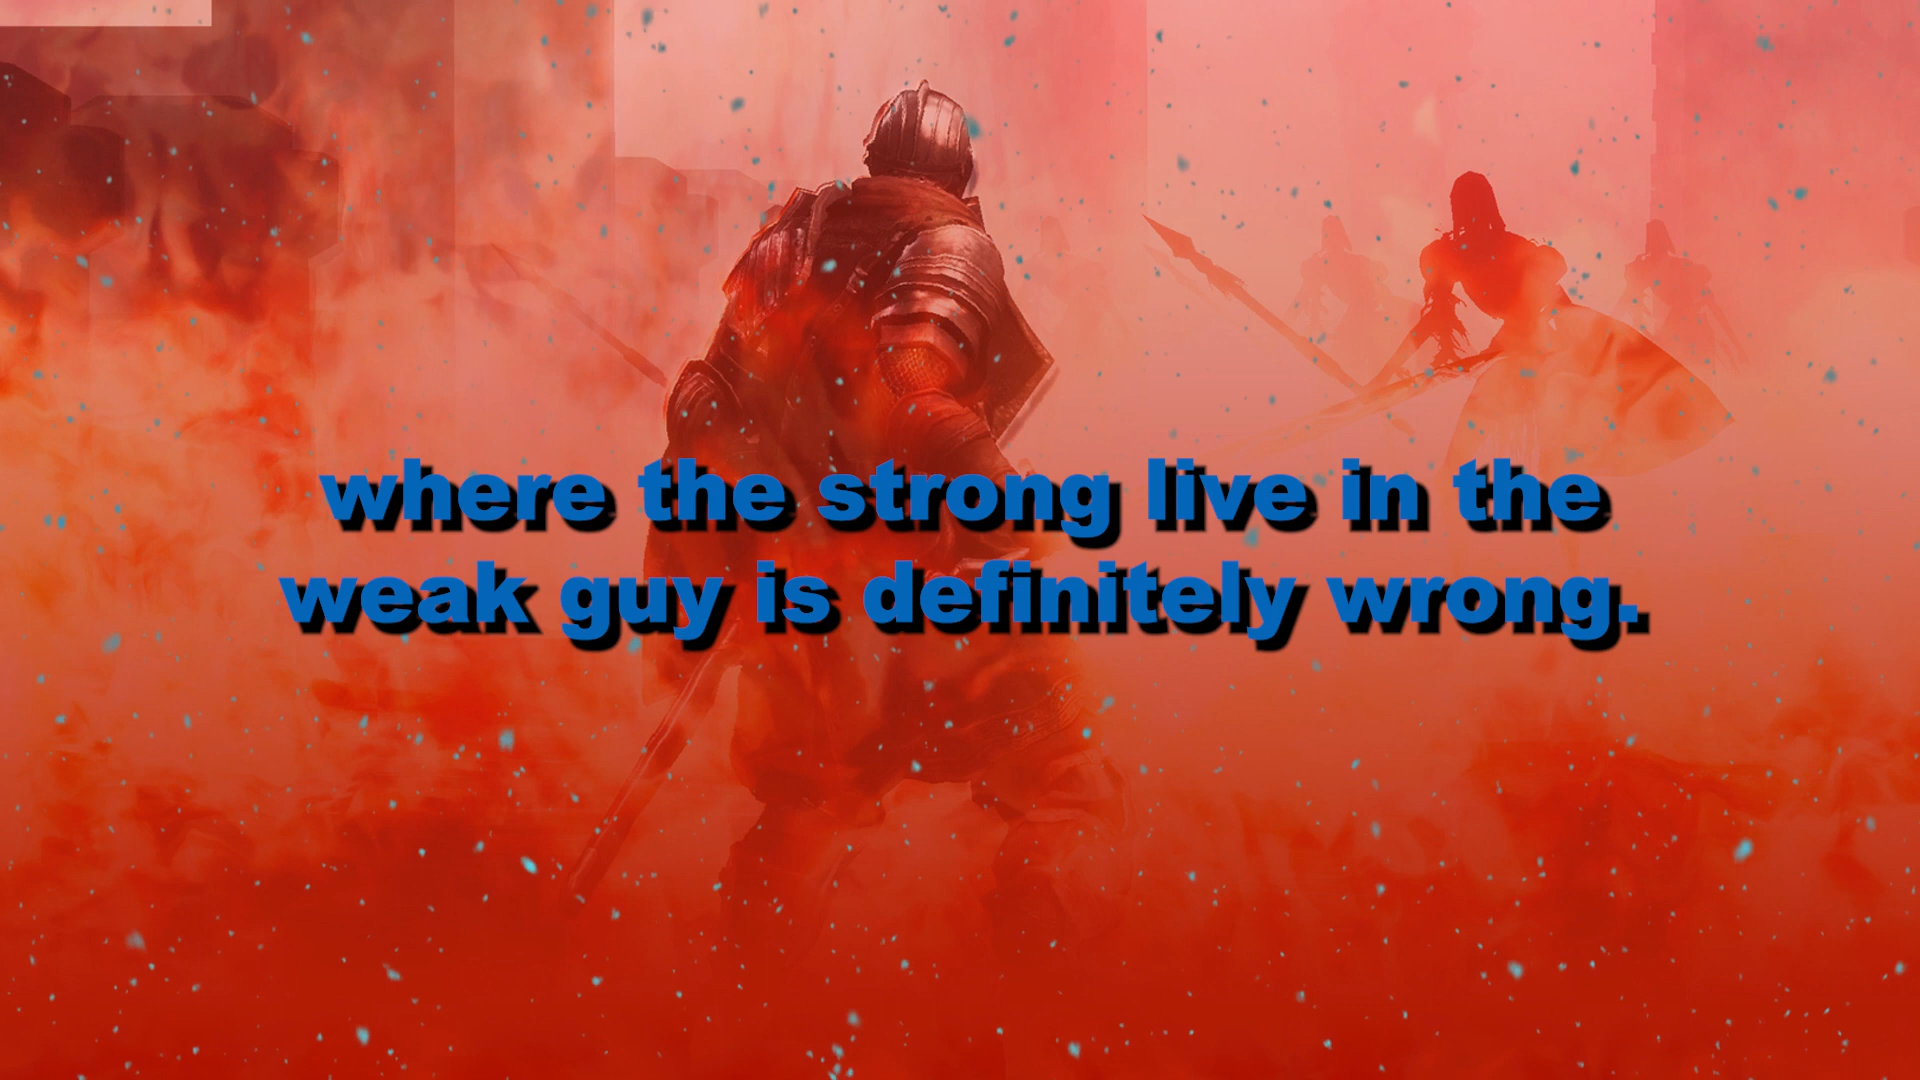 where the strong live in the
weak guy is definitely wrong.